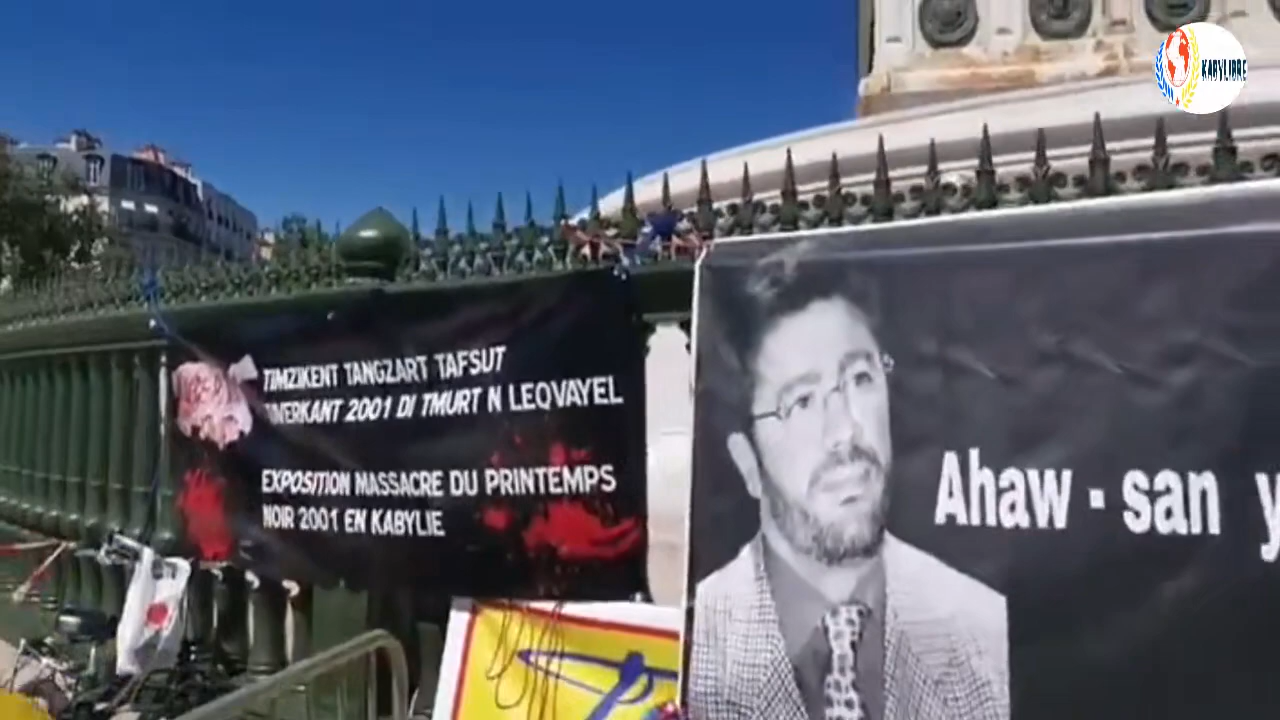 KABYLIBRE
TIMZIKENT TANGZART TAFSUT
TAVERKANT 2001 DI TMURT N LEQVAYEL
EXPOSITION MASSACRE DU PRINTEMPS
NOIR 2001 EN KABYLIE
Ahaw - san y